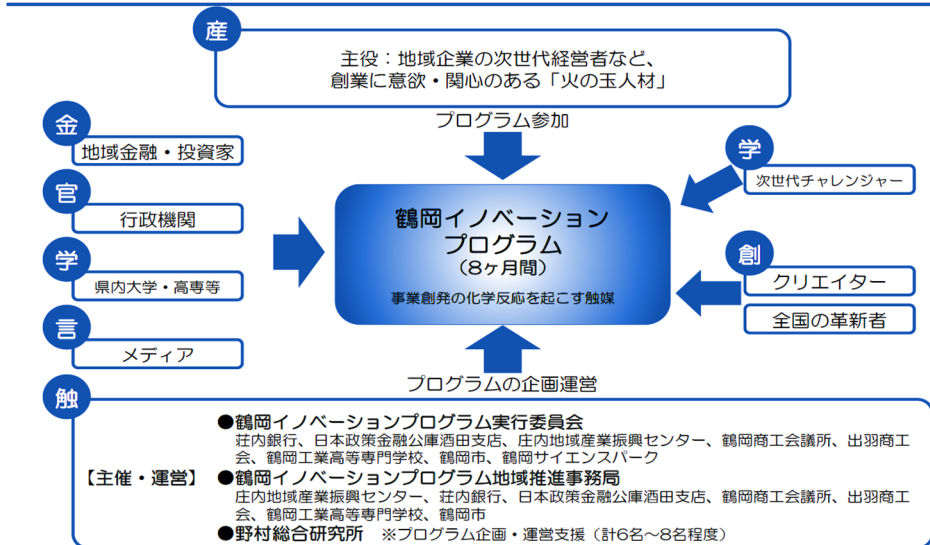 産
主役：地域企業の次世代経営者など、
創業に意欲・関心のある「火の玉人材」
プログラム参加
金
地域金融・投資家
官
行政機関
学
県内大学・高専等
言
メディア
鶴岡イノベーション
プログラム
（8ヶ月間）
事業創発の化学反応を起こす触媒
学
次世代チャレンジャー
創
クリエイター
全国の革新者
プログラムの企画運営
触
【主催・運営】
●鶴岡イノベーションプログラム実行委員会
荘内銀行、日本政策金融公庫酒田支店、庄内地域産業振興センター、鶴岡商工会議所、出羽商工
会、鶴岡工業高等専門学校、鶴岡市、鶴岡サイエンスパーク
●鶴岡イノベーションプログラム地域推進事務局
庄内地域産業振興センター、荘内銀行、日本政策金融公庫酒田支店、鶴岡商工会議所、出羽商工
会、鶴岡工業高等専門学校、鶴岡市
●野村総合研究所　※プログラム企画・運営支援（計6名～8名程度）